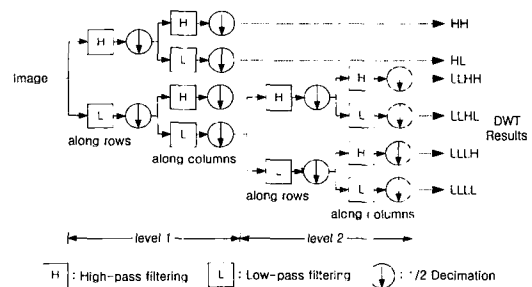 H
HH
H
L
HL
Image
H
LLHH
L
H
H
L
LLHL
DWT
Results
along rows
L
H
LLLH
along columns
L
L
LLLL
along rows
along columns
level 1
level 2
H : High-pass filtering
L : Low-pass filtering
: 1/2 Decimation